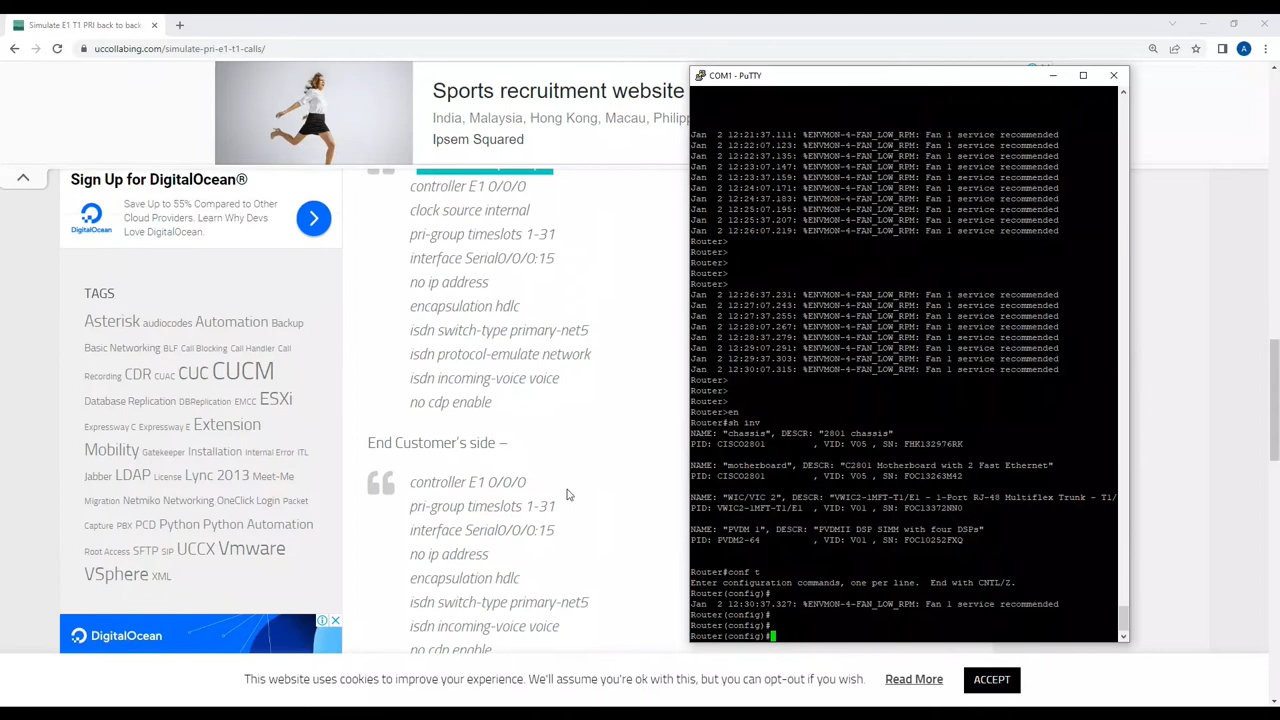 Simulate E1 T1 PRI back to back
uccollabing.com/simulate-pri-e1-t1-calls/
A
Sports recruitment website
India, Malaysia, Hong Kong, Macau, Philipp
Ipsem Squared
Sign Up for DigitalOcean®
DigitalOcean
Save Up to 55% Compared to Other
Cloud Providers. Learn Why Devs
Love DigitalOcean.
TAGS
Asterisk audiocodes Automation Backup
Basic Networking BLF Call Blocking Call Handler Call
Recording CDR CUAC CUC CUCM
Database Replication DBReplication EMCC ESXi
Expressway C Expressway E Extension
Mobility Gatekeeper Installation Internal Error ITL
Jabber LDAP License Lync 2013 Meet-Me
Migration Netmiko Networking OneClick Login Packet
Capture PBX PCD Python Python Automation
Root Access SFTP SIP UCCX Vmware
VSphere XML
DigitalOcean
controller E1 0/0/0
clock source internal
pri-group timeslots 1-31
interface Serial0/0/0:15
no ip address
encapsulation hdlc
isdn switch-type primary-net5
isdn protocol-emulate network
isdn incoming-voice voice
no cdp enable
End Customer's side –
controller E1 0/0/0
pri-group timeslots 1-31
interface Serial0/0/0:15
no ip address
encapsulation hdlc
isdn switch-type primary-net5
isdn incoming-voice voice
no cdp enable
COM1 - PuTTY
Jan 2 12:21:37.111: %ENVMON-4-FAN_LOW_RPM: Fan 1 service recommended
Jan 2 12:22:07.123: %ENVMON-4-FAN_LOW_RPM: Fan 1 service recommended
Jan 2 12:22:37.135: %ENVMON-4-FAN_LOW_RPM: Fan 1 service recommended
Jan 2 12:23:07.147: %ENVMON-4-FAN_LOW_RPM: Fan 1 service recommended
Jan 2 12:23:37.159: %ENVMON-4-FAN_LOW_RPM: Fan 1 service recommended
Jan 2 12:24:07.171: %ENVMON-4-FAN_LOW_RPM: Fan 1 service recommended
Jan 2 12:24:37.183: %ENVMON-4-FAN_LOW_RPM: Fan 1 service recommended
Jan 2 12:25:07.195: %ENVMON-4-FAN_LOW_RPM: Fan 1 service recommended
Jan 2 12:25:37.207: %ENVMON-4-FAN_LOW_RPM: Fan 1 service recommended
Jan 2 12:26:07.219: %ENVMON-4-FAN_LOW_RPM: Fan 1 service recommended
Router>
Router>
Router>
Router>
Router>
Jan 2 12:26:37.231: %ENVMON-4-FAN_LOW_RPM: Fan 1 service recommended
Jan 2 12:27:07.243: %ENVMON-4-FAN_LOW_RPM: Fan 1 service recommended
Jan 2 12:27:37.255: %ENVMON-4-FAN_LOW_RPM: Fan 1 service recommended
Jan 2 12:28:07.267: %ENVMON-4-FAN_LOW_RPM: Fan 1 service recommended
Jan 2 12:28:37.279: %ENVMON-4-FAN_LOW_RPM: Fan 1 service recommended
Jan 2 12:29:07.291: %ENVMON-4-FAN_LOW_RPM: Fan 1 service recommended
Jan 2 12:29:37.303: %ENVMON-4-FAN_LOW_RPM: Fan 1 service recommended
Jan 2 12:30:07.315: %ENVMON-4-FAN_LOW_RPM: Fan 1 service recommended
Router>
Router>
Router>
Router>en
Router#sh inv
NAME: "chassis", DESCR: "2801 chassis"
PID: CISCO2801 , VID: V05 , SN: FHK132976RK
NAME: "motherboard", DESCR: "C2801 Motherboard with 2 Fast Ethernet"
PID: CISCO2801 , VID: V05 , SN: FOC13263M42
NAME: "WIC/VIC 2", DESCR: "VWIC2-1MFT-T1/E1 - 1-Port RJ-48 Multiflex Trunk - T1/
PID: VWIC2-1MFT-T1/E1 , VID: V01 , SN: FOC13372NN0
NAME: "PVDM 1", DESCR: "PVDMII DSP SIMM with four DSPs"
PID: PVDM2-64 , VID: V01 , SN: FOC10252FXQ
Router#conf t
Enter configuration commands, one per line. End with CNTL/Z.
Router(config)#
Jan 2 12:30:37.327: %ENVMON-4-FAN_LOW_RPM: Fan 1 service recommended
Router(config)#
Router(config)#
Router(config)#
This website uses cookies to improve your experience. We'll assume you're ok with this, but you can opt-out if you wish. Read More ACCEPT